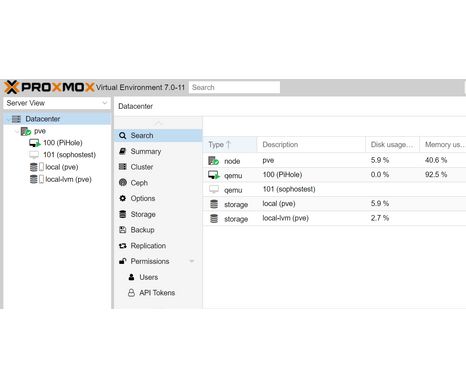 PROXMOX Virtual Environment 7.0-11 Search
Server View
Datacenter
pve
100 (PiHole)
101 (sophostest)
local (pve)
local-lvm (pve)
Datacenter
Search
Summary
Cluster
Ceph
Options
Storage
Backup
Replication
Permissions
Users
API Tokens
Type ↑ Description Disk usage... Memory us...
node pve 5.9 % 40.6 %
qemu 100 (PiHole) 0.0 % 92.5 %
qemu 101 (sophostest)
storage local (pve) 5.9 %
storage local-lvm (pve) 2.7 %